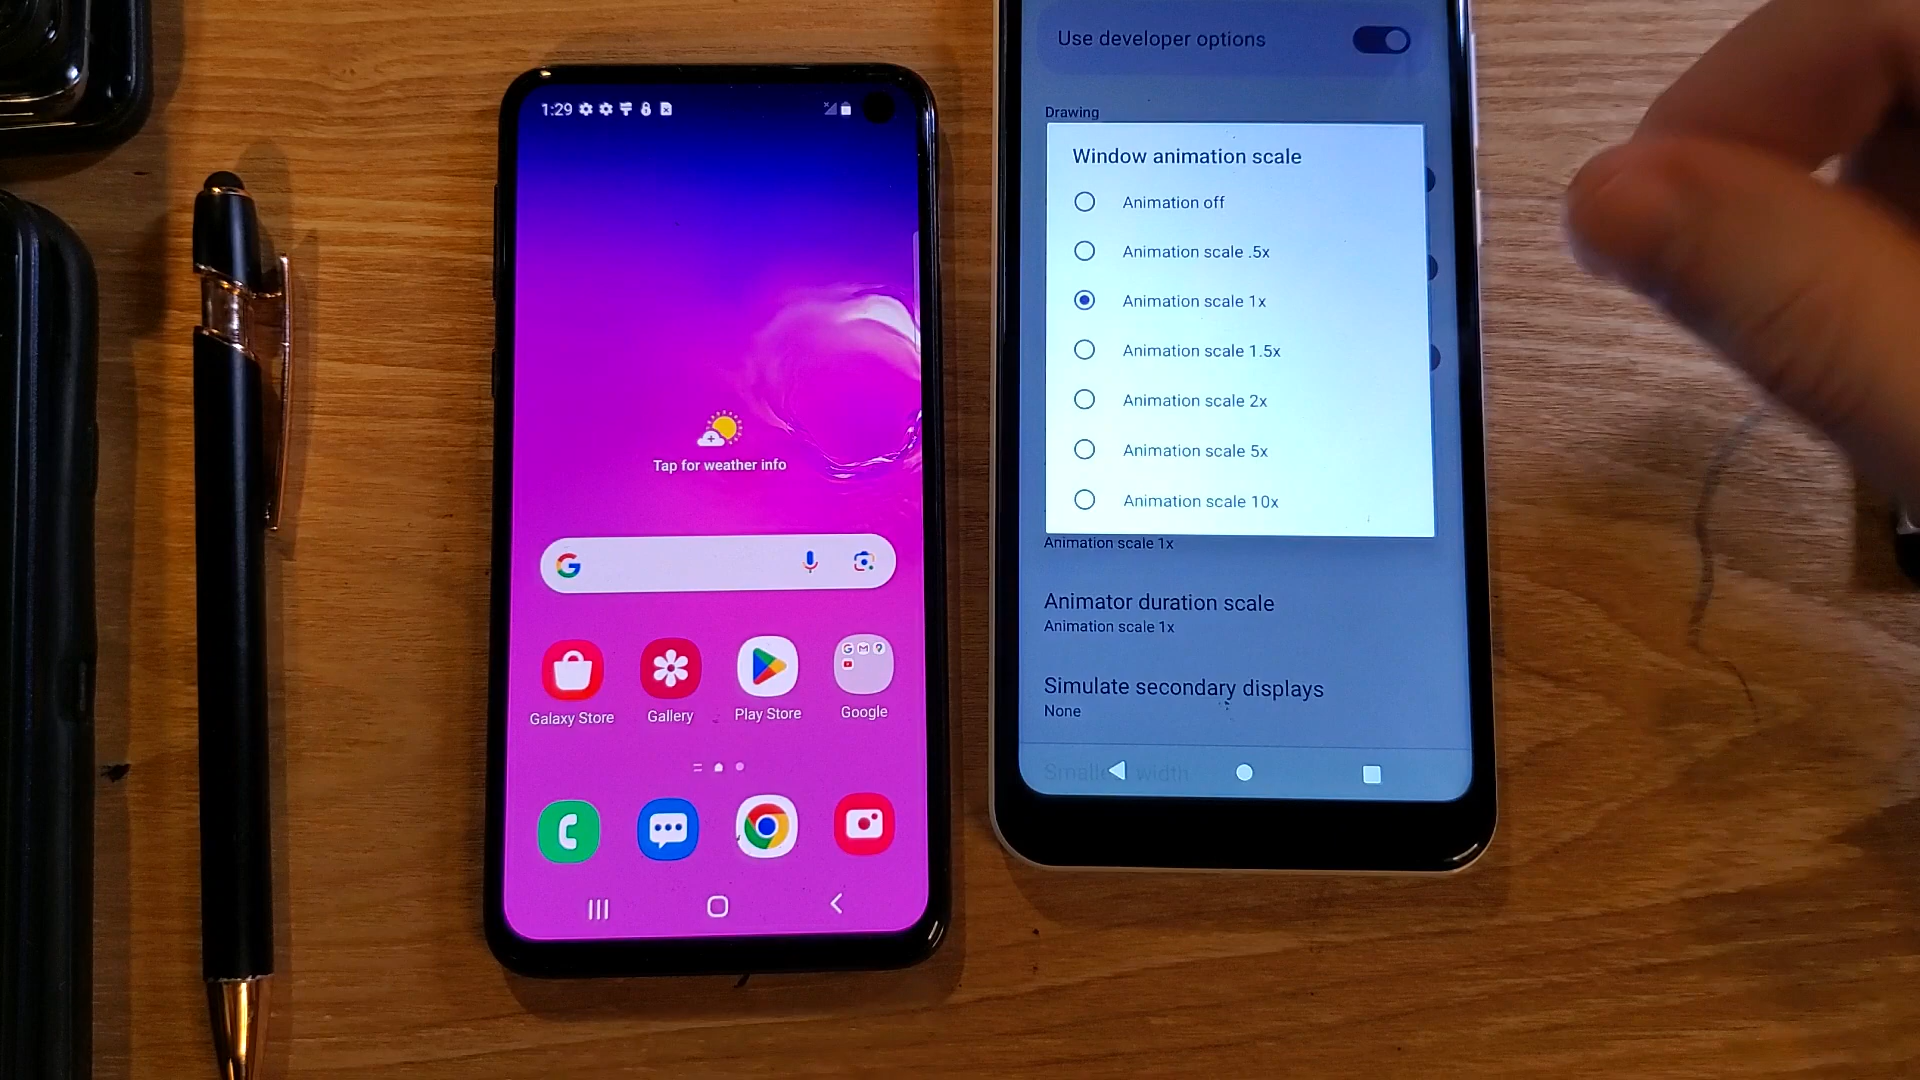 1:29
Tap for weather info
Galaxy Store
Gallery
Play Store
Google
Use developer options
Drawing
Window animation scale
Animation off
Animation scale .5x
Animation scale 1x
Animation scale 1.5x
Animation scale 2x
Animation scale 5x
Animation scale 10x
Animation scale 1x
Animator duration scale
Animation scale 1x
Simulate secondary displays
None
Smallest width